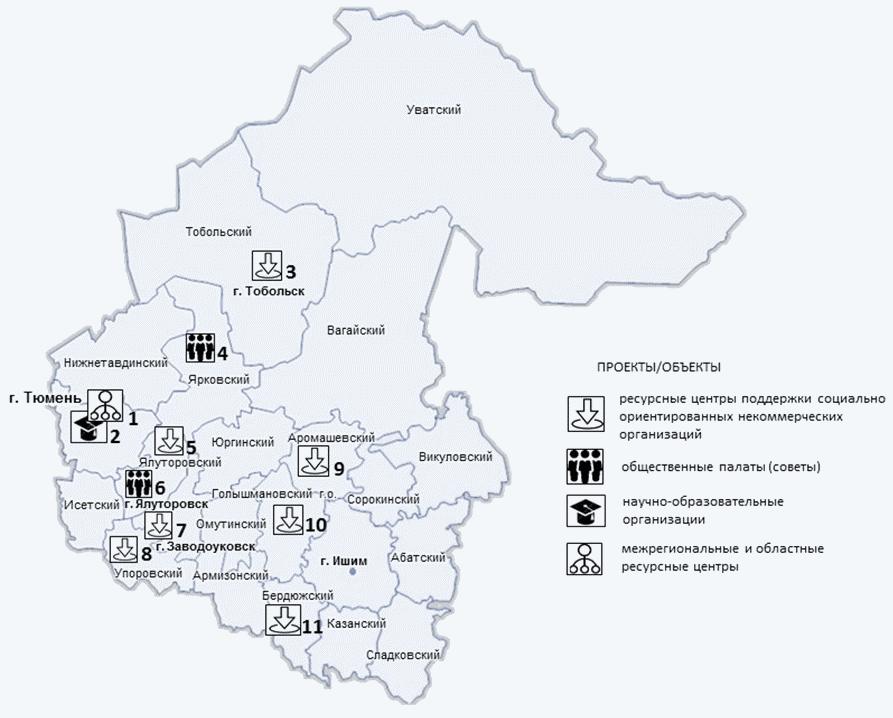 Уватский
Тобольский
3
г. Тобольск
Вагайский
4
Нижнетавдинский
Ярковский
г. Тюмень
1
2
5
Ялуторовский
Юргинский
Аромашевский
9
Викуловский
6
г. Ялуторовск
Исетский
Голышмановский г.о.
Сорокинский
7
г. Заводоуковск
Омутинский
10
8
Упоровский
Армизонский
г. Ишим
Абатский
Бердюжский
11
Казанский
Сладковский
ПРОЕКТЫ/ОБЪЕКТЫ
ресурсные центры поддержки социально
ориентированных некоммерческих
организаций
общественные палаты (советы)
научно-образовательные
организации
межрегиональные и областные
ресурсные центры